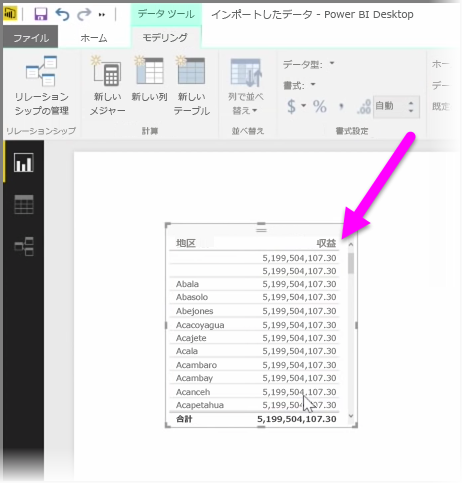 データ ツール インポートしたデータ - Power BI Desktop
ファイル ホーム モデリング
リレーション
シップの管理
新しい
メジャー
新しい列
新しい
テーブル
列で並べ
替え
データ型:
書式:
$ % , .00 自動
ホー
デー
既定
リレーションシップ 計算 並べ替え 書式設定
地区 収益
5,199,504,107.30
5,199,504,107.30
Abala 5,199,504,107.30
Abasolo 5,199,504,107.30
Abejones 5,199,504,107.30
Acacoyagua 5,199,504,107.30
Acajete 5,199,504,107.30
Acala 5,199,504,107.30
Acambaro 5,199,504,107.30
Acambay 5,199,504,107.30
Acanceh 5,199,504,107.30
Acapetahua 5,199,504,107.30
合計 5,199,504,107.30